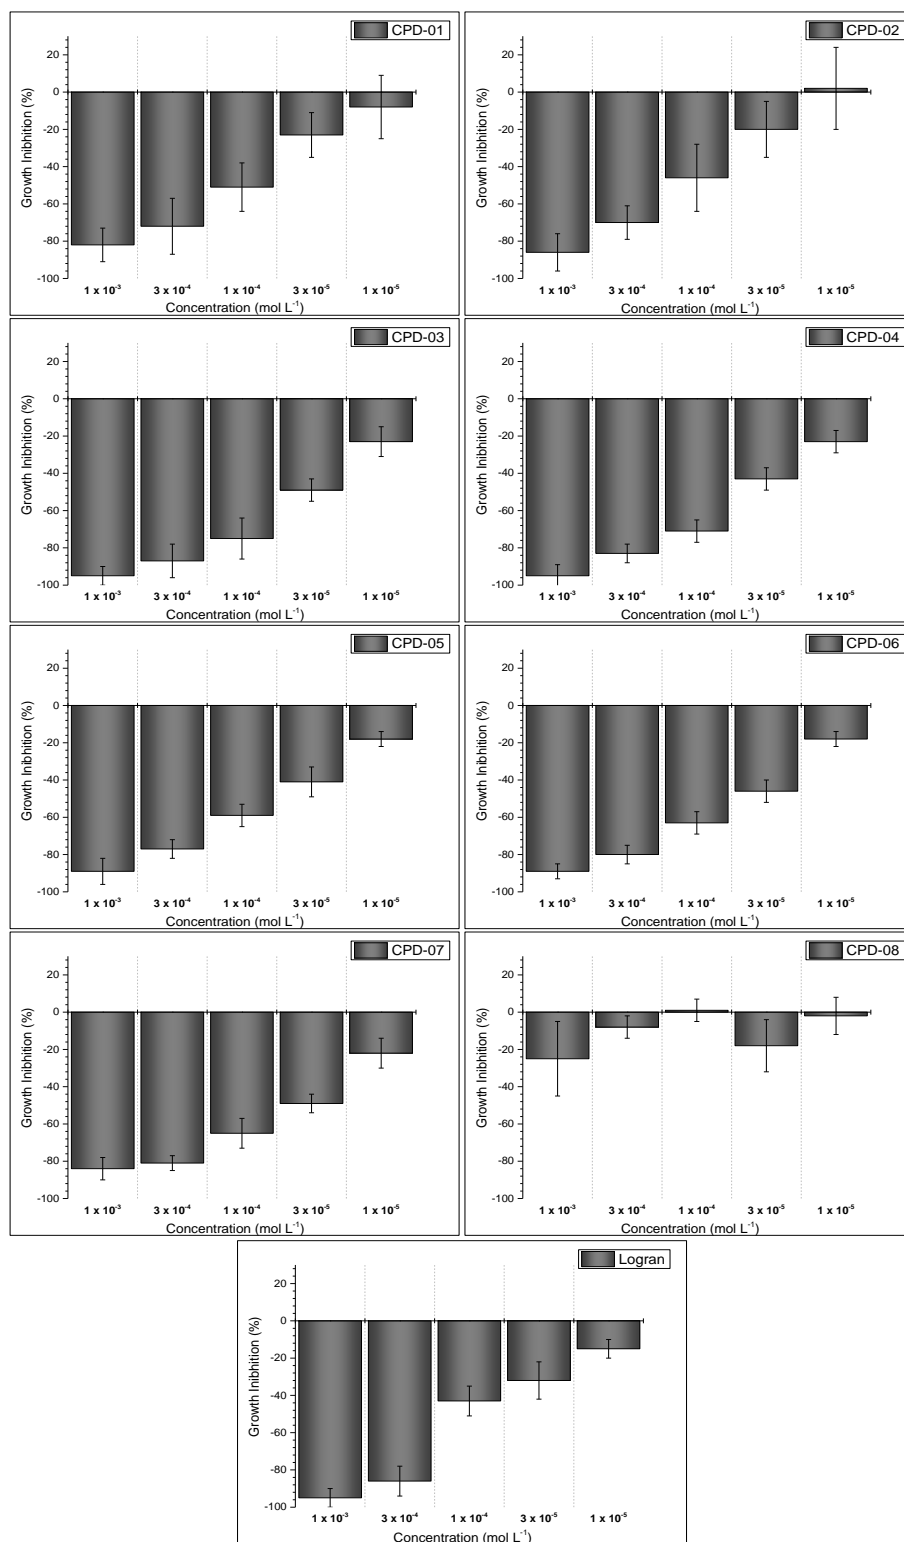 CPD-01
20
0
-20
-40
-60
-80
-100
Growth Inibhition (%)
1 x 10⁻³ 3 x 10⁻⁴ 1 x 10⁻⁴ 3 x 10⁻⁵ 1 x 10⁻⁵
Concentration (mol L⁻¹)
CPD-02
20
0
-20
-40
-60
-80
-100
Growth Inibhition (%)
1 x 10⁻³ 3 x 10⁻⁴ 1 x 10⁻⁴ 3 x 10⁻⁵ 1 x 10⁻⁵
Concentration (mol L⁻¹)
CPD-03
20
0
-20
-40
-60
-80
-100
Growth Inibhition (%)
1 x 10⁻³ 3 x 10⁻⁴ 1 x 10⁻⁴ 3 x 10⁻⁵ 1 x 10⁻⁵
Concentration (mol L⁻¹)
CPD-04
20
0
-20
-40
-60
-80
-100
Growth Inibhition (%)
1 x 10⁻³ 3 x 10⁻⁴ 1 x 10⁻⁴ 3 x 10⁻⁵ 1 x 10⁻⁵
Concentration (mol L⁻¹)
CPD-05
20
0
-20
-40
-60
-80
-100
Growth Inibhition (%)
1 x 10⁻³ 3 x 10⁻⁴ 1 x 10⁻⁴ 3 x 10⁻⁵ 1 x 10⁻⁵
Concentration (mol L⁻¹)
CPD-06
20
0
-20
-40
-60
-80
-100
Growth Inibhition (%)
1 x 10⁻³ 3 x 10⁻⁴ 1 x 10⁻⁴ 3 x 10⁻⁵ 1 x 10⁻⁵
Concentration (mol L⁻¹)
CPD-07
20
0
-20
-40
-60
-80
-100
Growth Inibhition (%)
1 x 10⁻³ 3 x 10⁻⁴ 1 x 10⁻⁴ 3 x 10⁻⁵ 1 x 10⁻⁵
Concentration (mol L⁻¹)
CPD-08
20
0
-20
-40
-60
-80
-100
Growth Inibhition (%)
1 x 10⁻³ 3 x 10⁻⁴ 1 x 10⁻⁴ 3 x 10⁻⁵ 1 x 10⁻⁵
Concentration (mol L⁻¹)
Logran
20
0
-20
-40
-60
-80
-100
Growth Inibhition (%)
1 x 10⁻³ 3 x 10⁻⁴ 1 x 10⁻⁴ 3 x 10⁻⁵ 1 x 10⁻⁵
Concentration (mol L⁻¹)